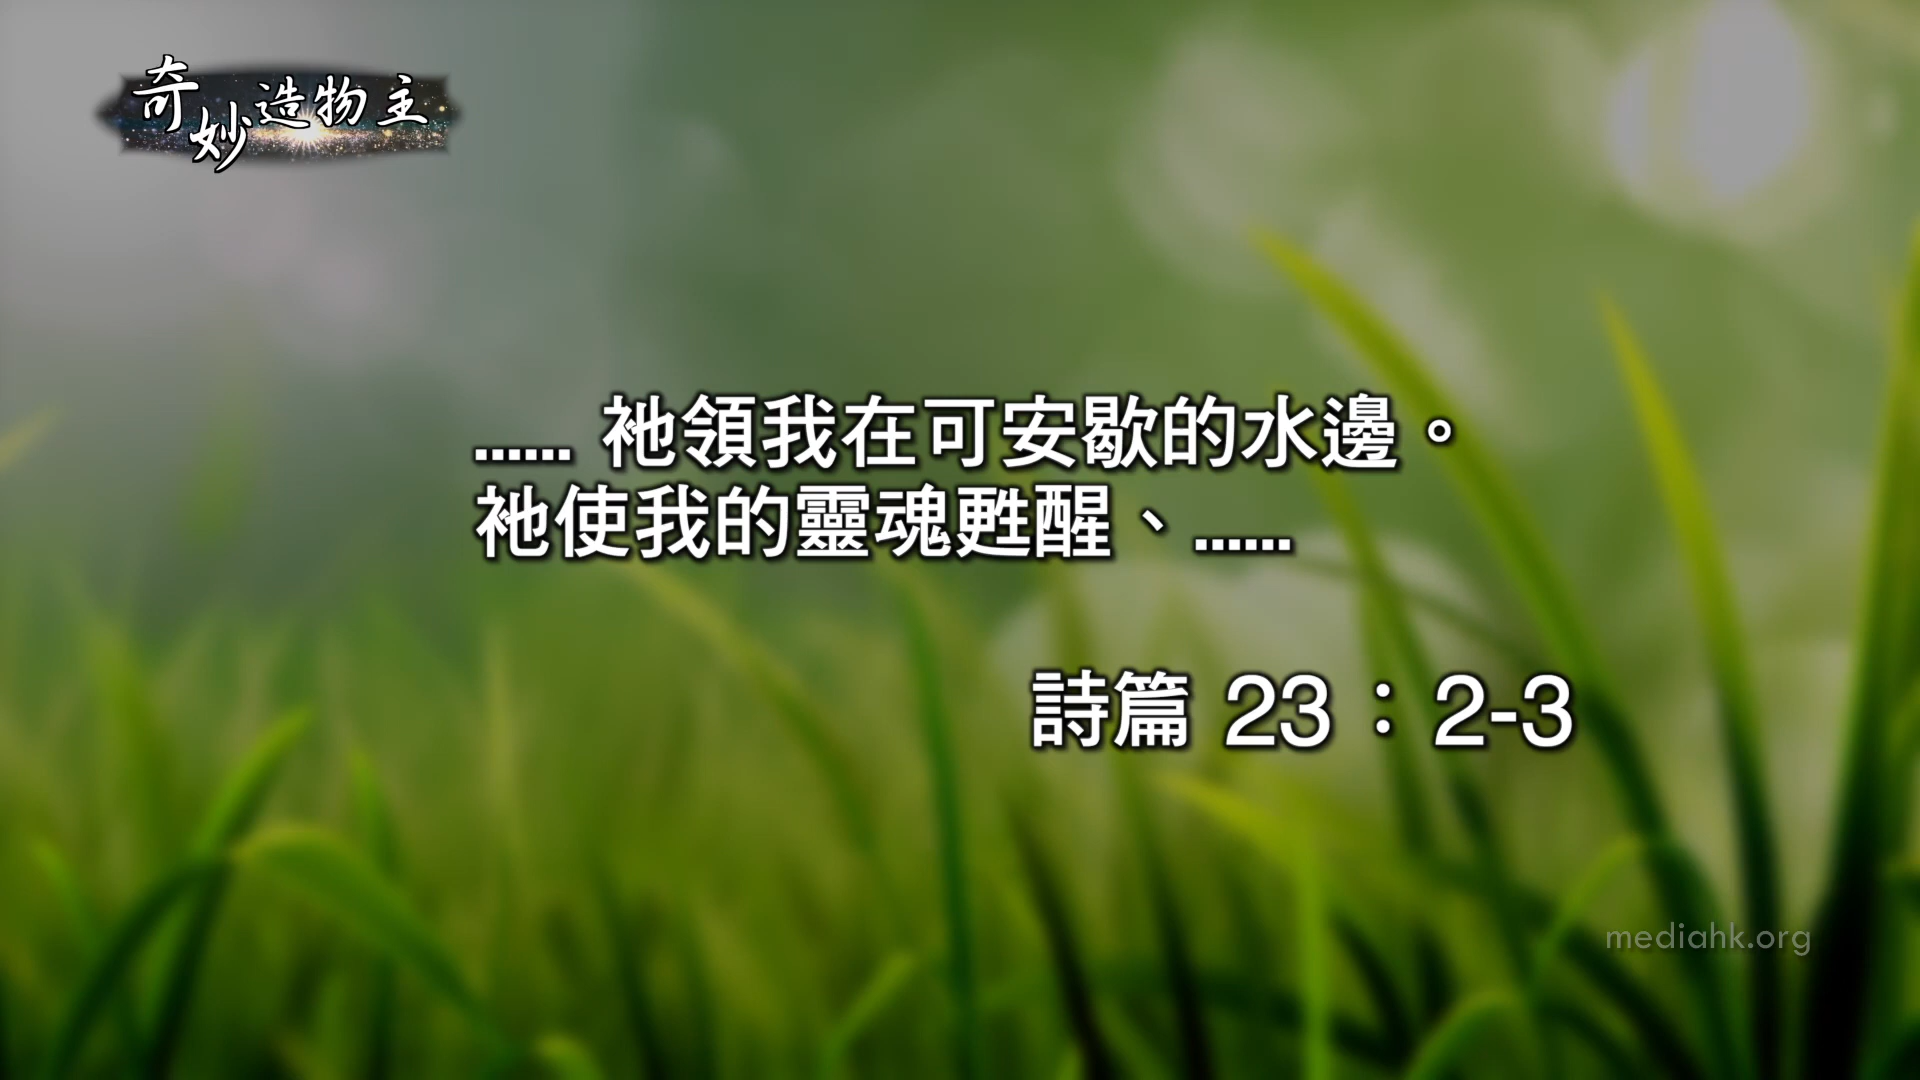 奇妙造物主
...... 祂領我在可安歇的水邊。
祂使我的靈魂甦醒、......
詩篇 23：2-3
mediahk.org